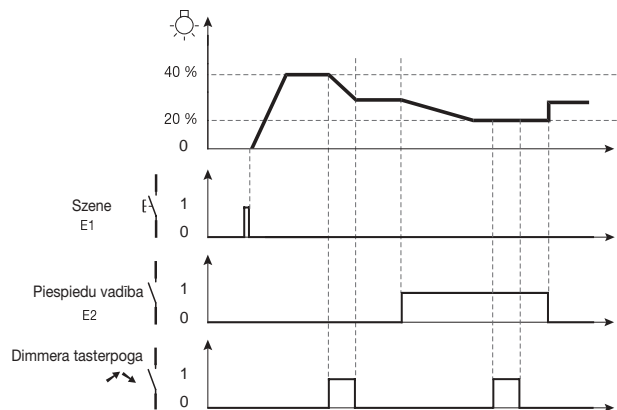 40 %
20 %
0
Szene
E1
1
0
Piespiedu vadība
E2
1
0
Dimmera tasterpoga
1
0